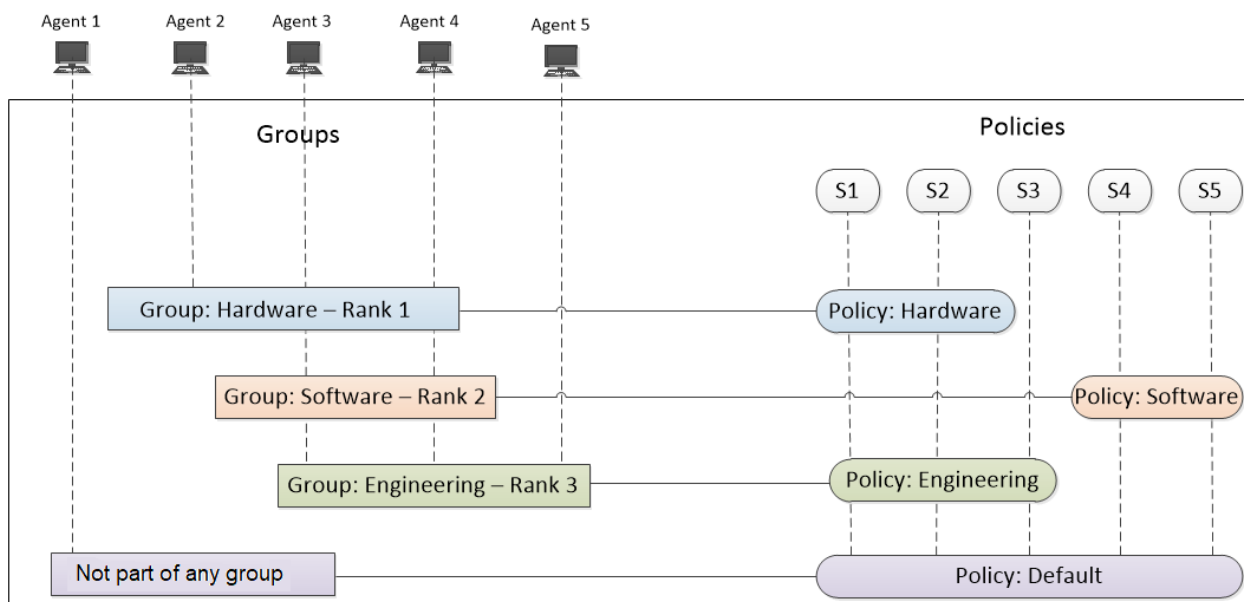 Agent 1 Agent 2 Agent 3 Agent 4 Agent 5
Groups Policies
S1 S2 S3 S4 S5
Group: Hardware – Rank 1 Policy: Hardware
Group: Software – Rank 2 Policy: Software
Group: Engineering – Rank 3 Policy: Engineering
Not part of any group Policy: Default